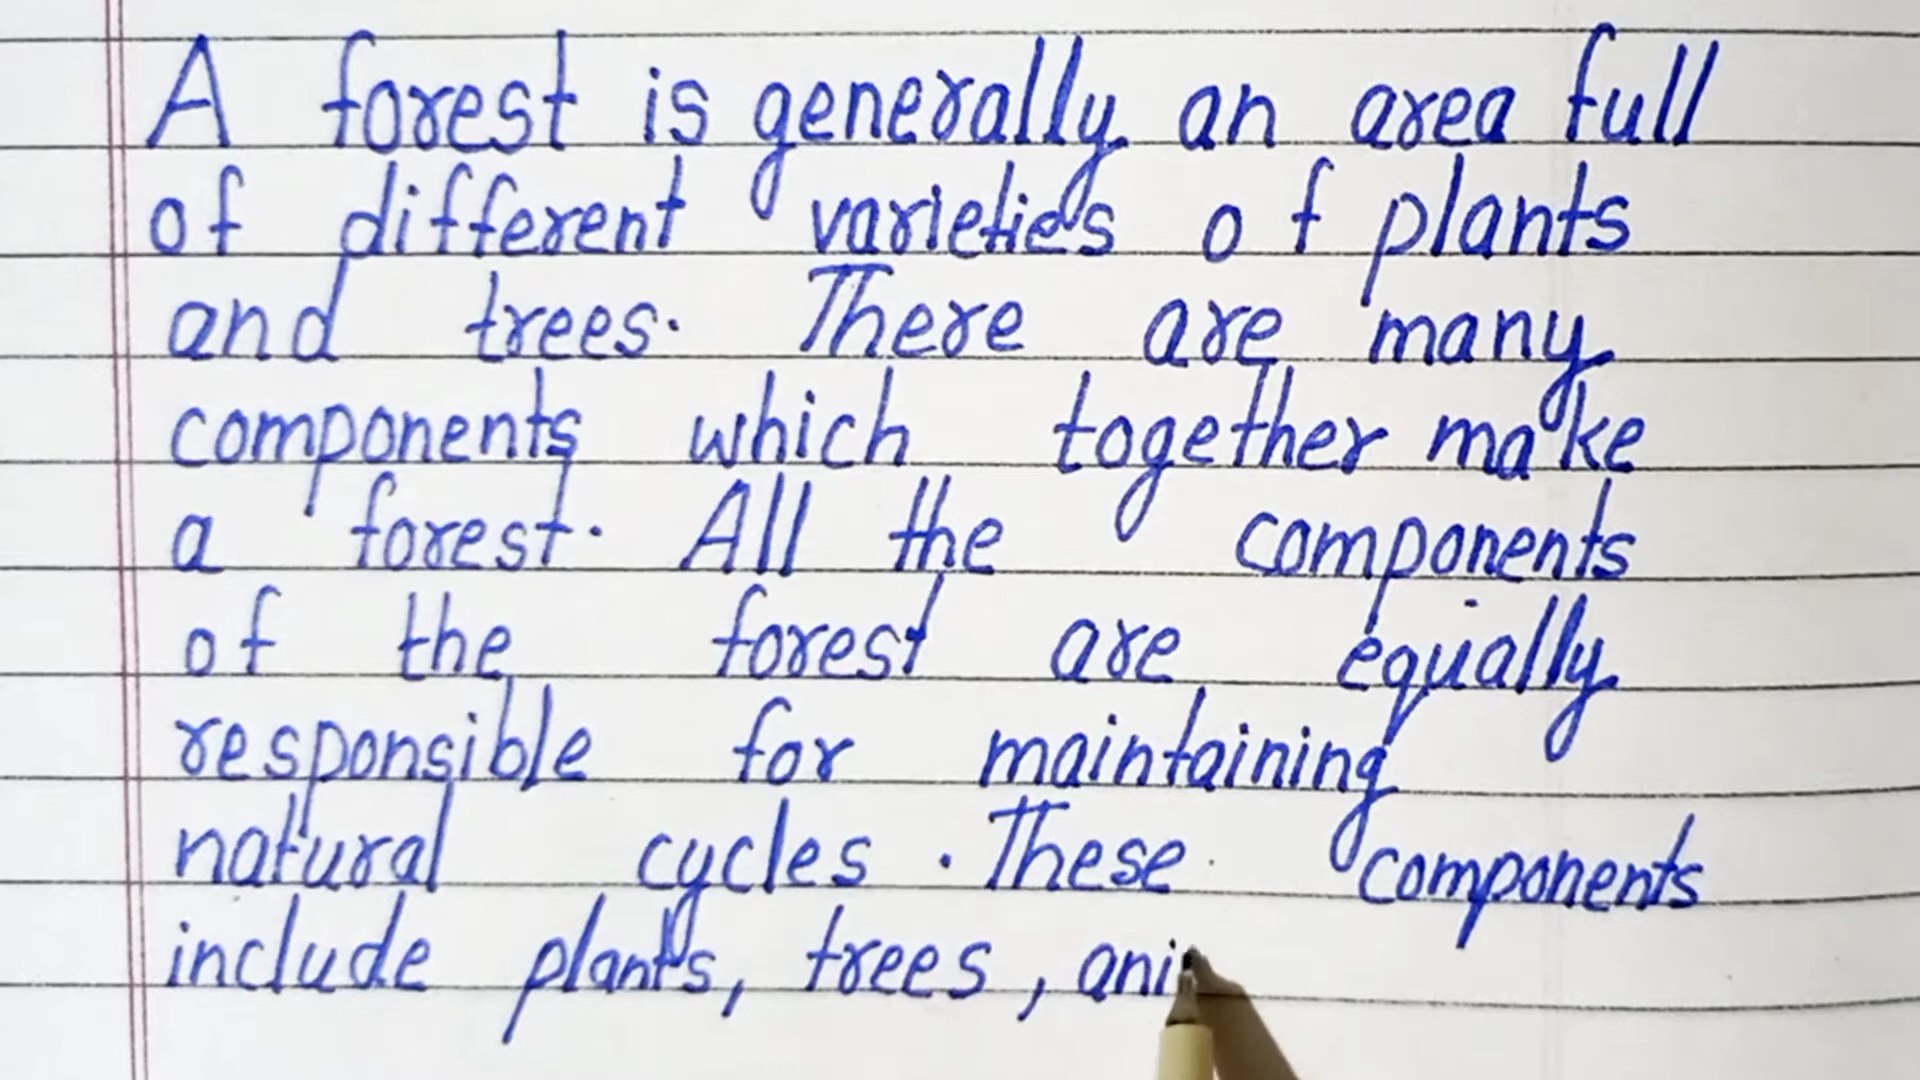 A forest is generally an area full
of different varieties of plants
and trees. There are many
components which together make
a forest. All the components
of the forest are equally
responsible for maintaining
natural cycles. These components
include plants, trees, ani